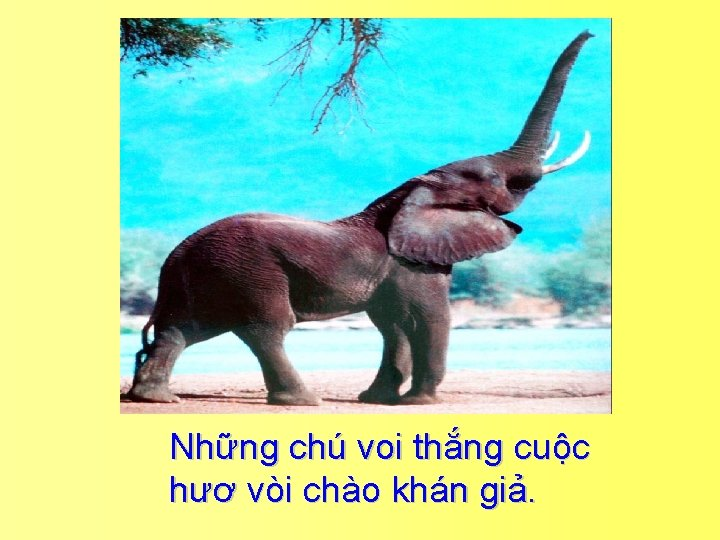 Những chú voi thắng cuộc
hươ vòi chào khán giả.